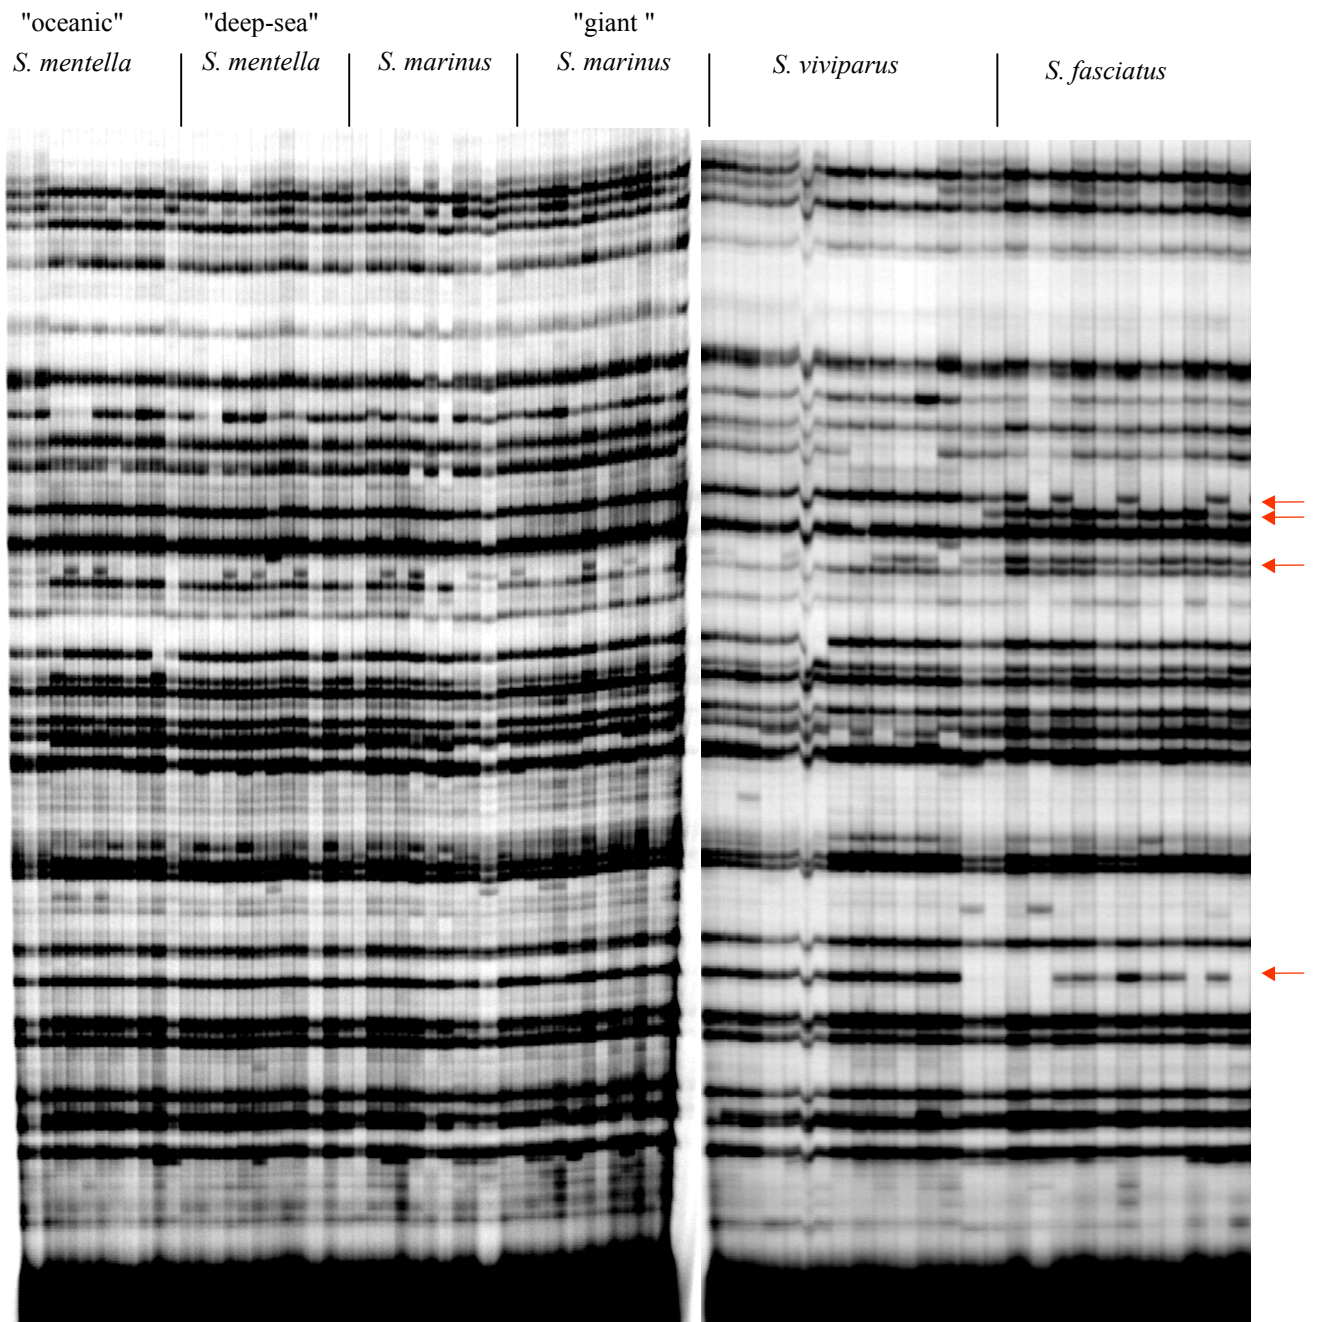 "oceanic" "deep-sea" "giant "
S. mentella S. mentella S. marinus S. marinus S. viviparus S. fasciatus